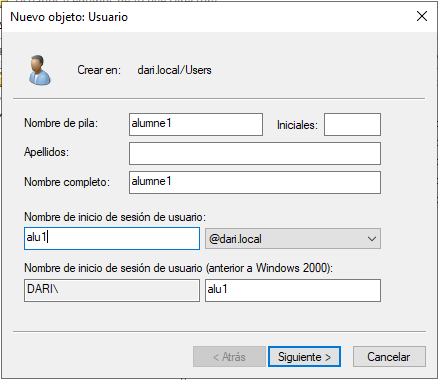 Nuevo objeto: Usuario
Crear en: dari.local/Users
Nombre de pila: alumne1 Iniciales:
Apellidos:
Nombre completo: alumne1
Nombre de inicio de sesión de usuario:
alu1 @dari.local
Nombre de inicio de sesión de usuario (anterior a Windows 2000):
DARI\ alu1
< Atrás Siguiente > Cancelar